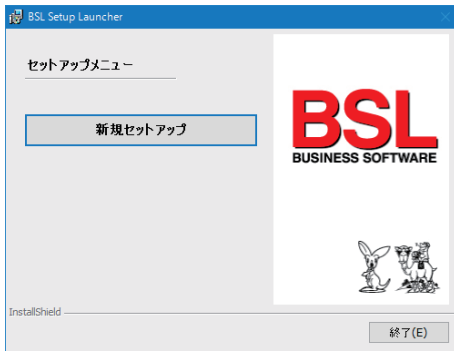 BSL Setup Launcher
セットアップメニュー
新規セットアップ
BSL
BUSINESS SOFTWARE
InstallShield
終了(E)